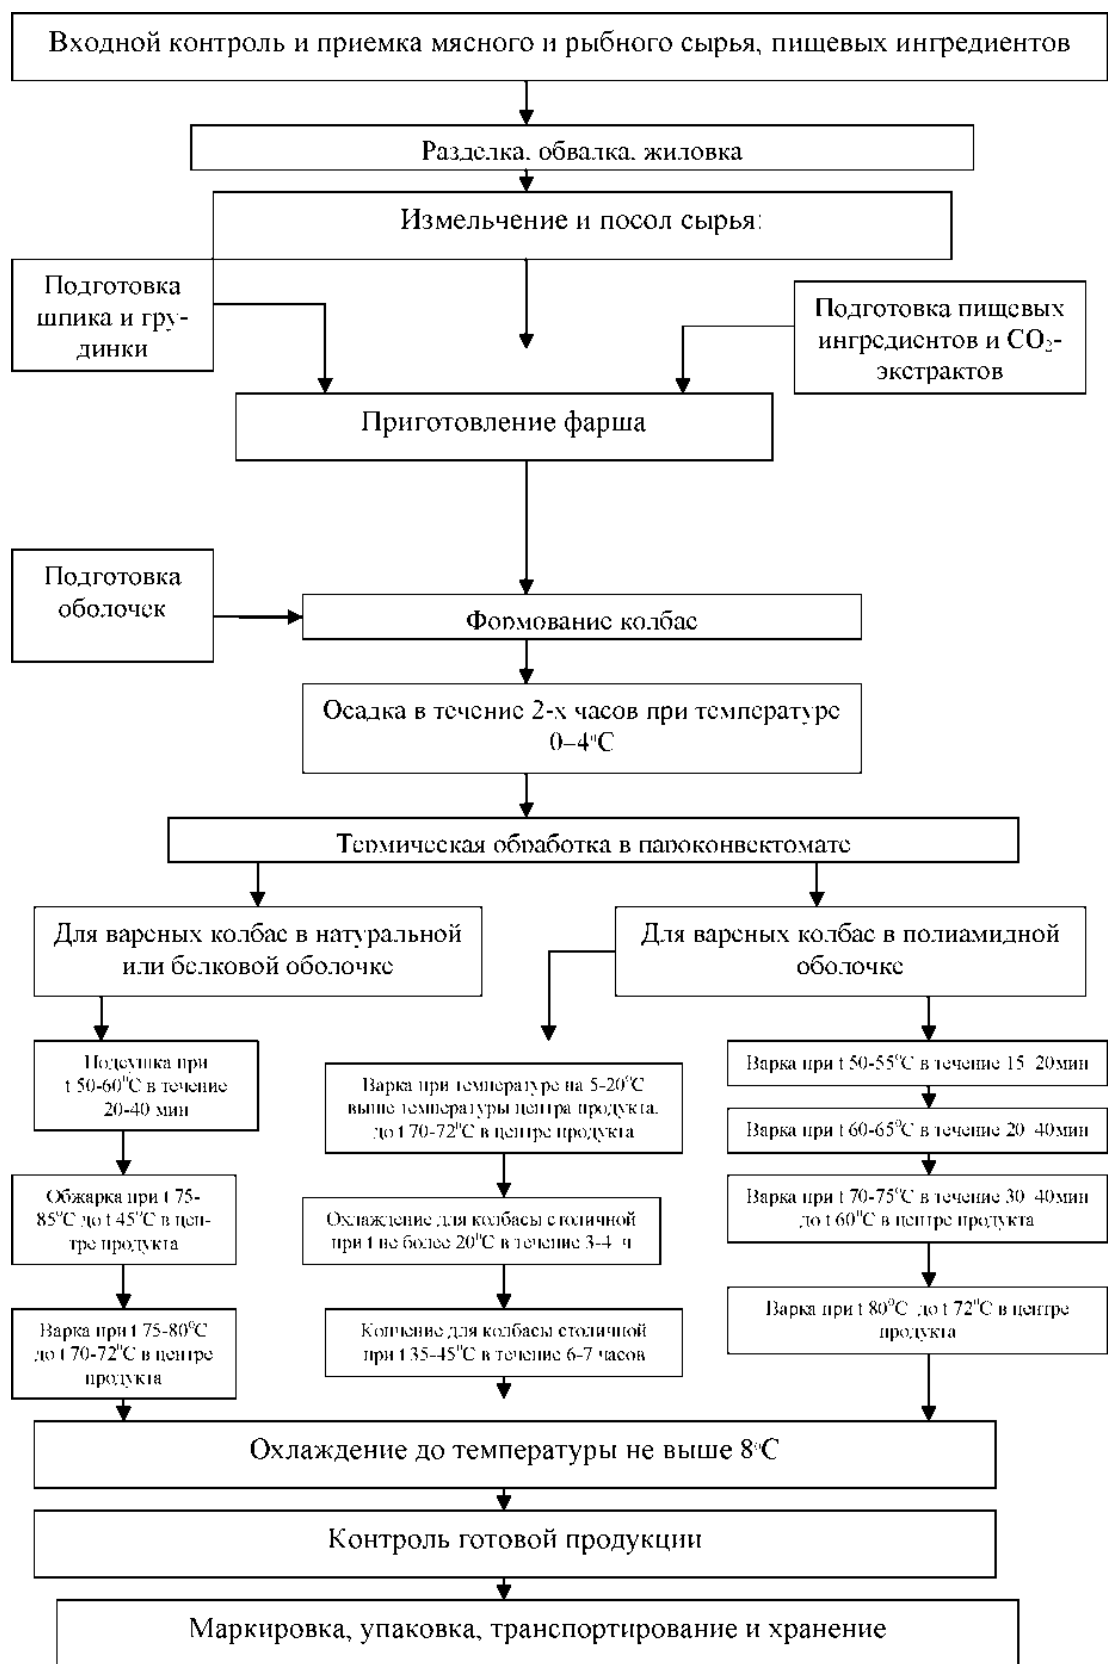 Входной контроль и приемка мясного и рыбного сырья, пищевых ингредиентов
Разделка, обвалка, жиловка
Измельчение и посол сырья:
Подготовка
шпика и гру-
динки
Подготовка пищевых
ингредиентов и CO₂-
экстрактов
Приготовление фарша
Подготовка
оболочек
Формование колбас
Осадка в течение 2-х часов при температуре
0–4°С
Термическая обработка в пароконвектомате
Для вареных колбас в натуральной
или белковой оболочке
Для вареных колбас в полиамидной
оболочке
Подсушка при
t 50-60°С в течение
20-40 мин
Обжарка при t 75-
85°С до t 45°С в цен-
тре продукта
Варка при t 75-80°С
до t 70-72°С в центре
продукта
Варка при температуре на 5-20°С
выше температуры центра продукта,
до t 70-72°С в центре продукта
Охлаждение для колбасы столичной
при t не более 20°С в течение 3-4 ч
Копчение для колбасы столичной
при t 35-45°С в течение 6-7 часов
Варка при t 50-55°С в течение 15–20мин
Варка при t 60-65°С в течение 20–40мин
Варка при t 70-75°С в течение 30–40мин
до t 60°С в центре продукта
Варка при t 80°С до t 72°С в центре
продукта
Охлаждение до температуры не выше 8°С
Контроль готовой продукции
Маркировка, упаковка, транспортирование и хранение